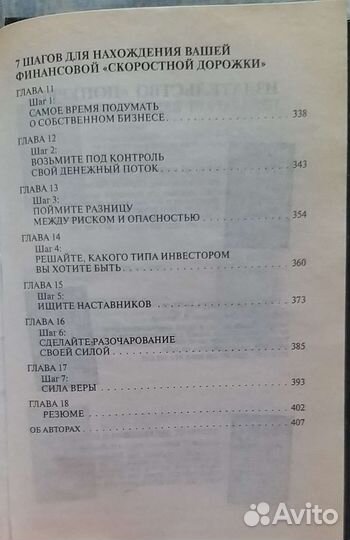 7 ШАГОВ ДЛЯ НАХОЖДЕНИЯ ВАШЕЙ
ФИНАНСОВОЙ «СКОРОСТНОЙ ДОРОЖКИ»
ГЛАВА 11
Шаг 1:
САМОЕ ВРЕМЯ ПОДУМАТЬ
О СОБСТВЕННОМ БИЗНЕСЕ 338
ГЛАВА 12
Шаг 2:
ВОЗЬМИТЕ ПОД КОНТРОЛЬ
СВОЙ ДЕНЕЖНЫЙ ПОТОК 343
ГЛАВА 13
Шаг 3:
ПОЙМИТЕ РАЗНИЦУ
МЕЖДУ РИСКОМ И ОПАСНОСТЬЮ 354
ГЛАВА 14
Шаг 4:
РЕШАЙТЕ, КАКОГО ТИПА ИНВЕСТОРОМ
ВЫ ХОТИТЕ БЫТЬ 360
ГЛАВА 15
Шаг 5:
ИЩИТЕ НАСТАВНИКОВ 373
ГЛАВА 16
Шаг 6:
СДЕЛАЙТЕ РАЗОЧАРОВАНИЕ
СВОЕЙ СИЛОЙ 385
ГЛАВА 17
Шаг 7:
СИЛА ВЕРЫ 393
ГЛАВА 18
РЕЗЮМЕ 402
ОБ АВТОРАХ 407
Avito